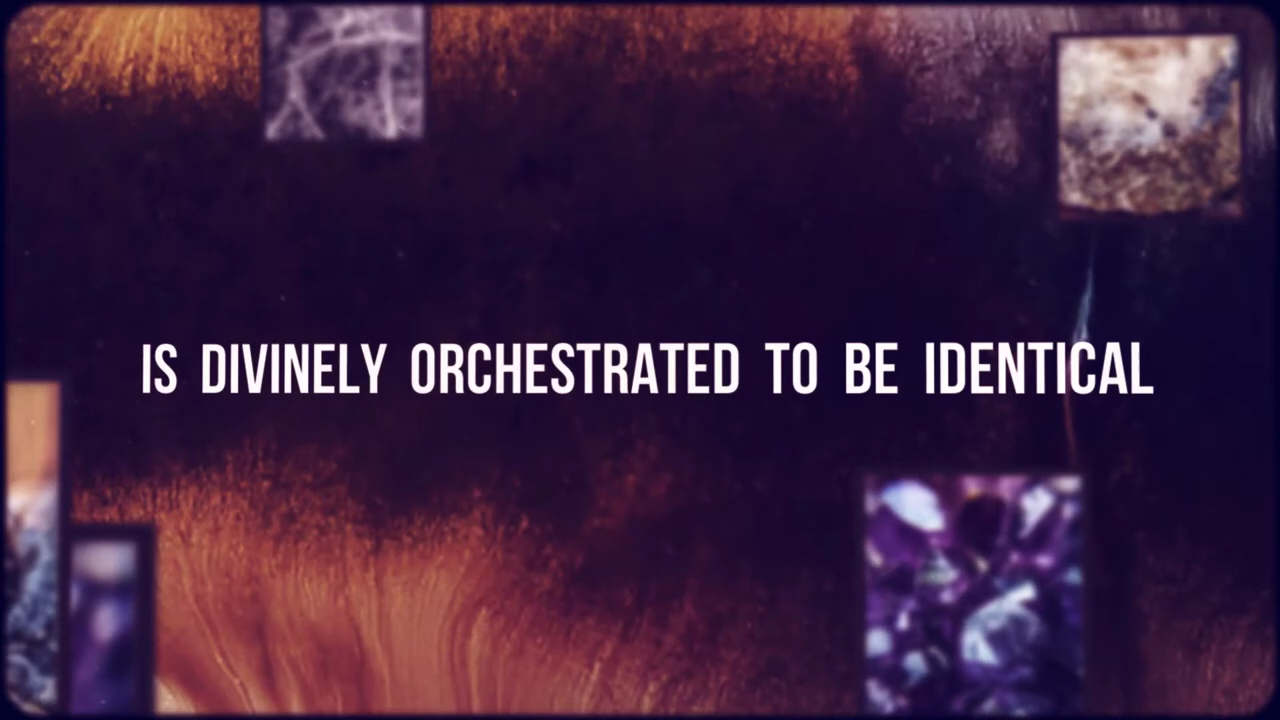 IS DIVINELY ORCHESTRATED TO BE IDENTICAL